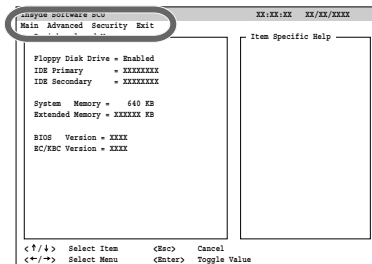 Insyde Software SCU XX:XX:XX XX/XX/XXXX
Main Advanced Security Exit
Item Specific Help
Floppy Disk Drive = Enabled
IDE Primary = XXXXXXXX
IDE Secondary = XXXXXXXX
System Memory = 640 KB
Extended Memory = XXXXXX KB
BIOS Version = XXXX
EC/KBC Version = XXXX
<↑/↓> Select Item <Esc> Cancel
<←/→> Select Menu <Enter> Toggle Value